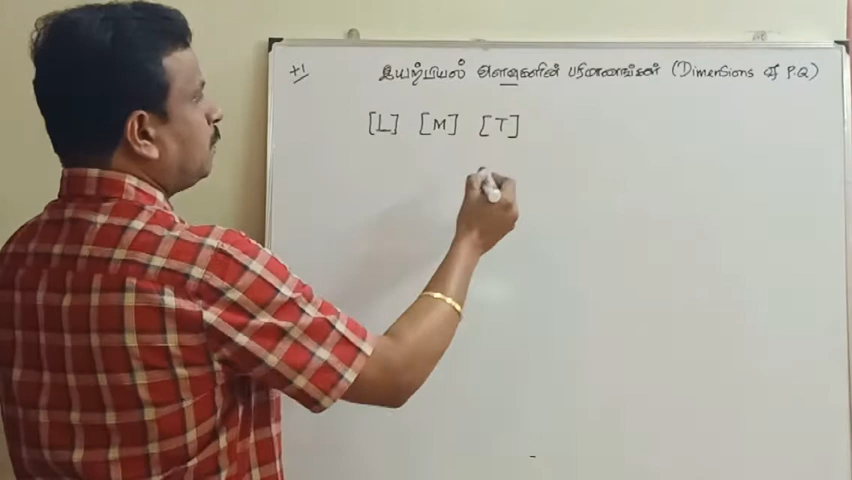 +1 இயற்பியல் அளவுகளின் பரிமாணங்கள் (Dimensions of P.Q)
[L] [M] [T]